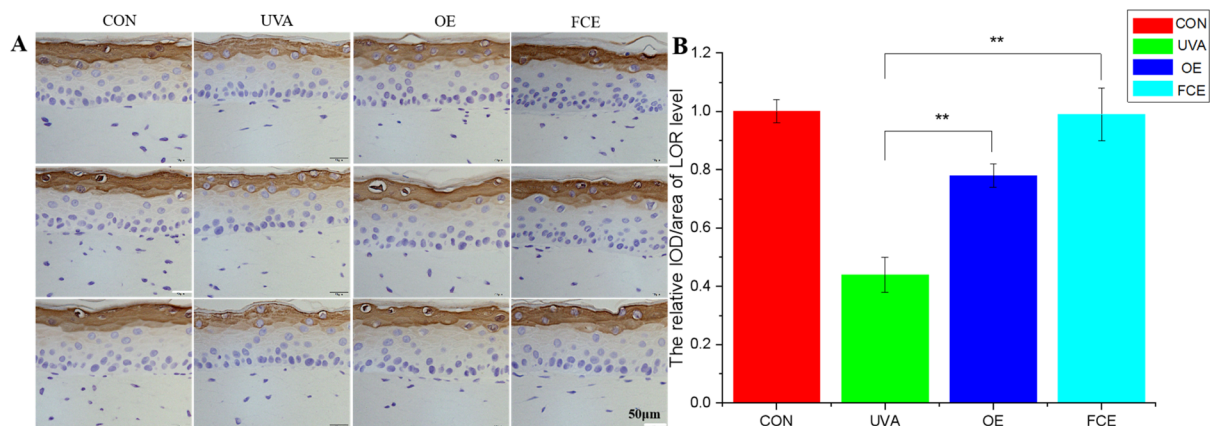 A
CON UVA OE FCE
50μm
B
CON
UVA
OE
FCE
The relative IOD/area of LOR level
1.2
1.0
0.8
0.6
0.4
0.2
0.0
**
**
CON UVA OE FCE